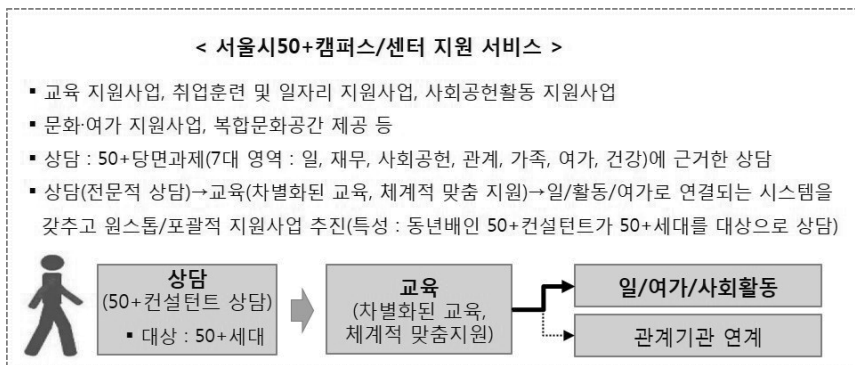 < 서울시50+캠퍼스/센터 지원 서비스 >
▪ 교육 지원사업, 취업훈련 및 일자리 지원사업, 사회공헌활동 지원사업
▪ 문화·여가 지원사업, 복합문화공간 제공 등
▪ 상담 : 50+당면과제(7대 영역 : 일, 재무, 사회공헌, 관계, 가족, 여가, 건강)에 근거한 상담
▪ 상담(전문적 상담)→교육(차별화된 교육, 체계적 맞춤 지원)→일/활동/여가로 연결되는 시스템을
갖추고 원스톱/포괄적 지원사업 추진(특성 : 동년배인 50+컨설턴트가 50+세대를 대상으로 상담)
상담
(50+컨설턴트 상담)
▪ 대상 : 50+세대
교육
(차별화된 교육,
체계적 맞춤지원)
일/여가/사회활동
관계기관 연계